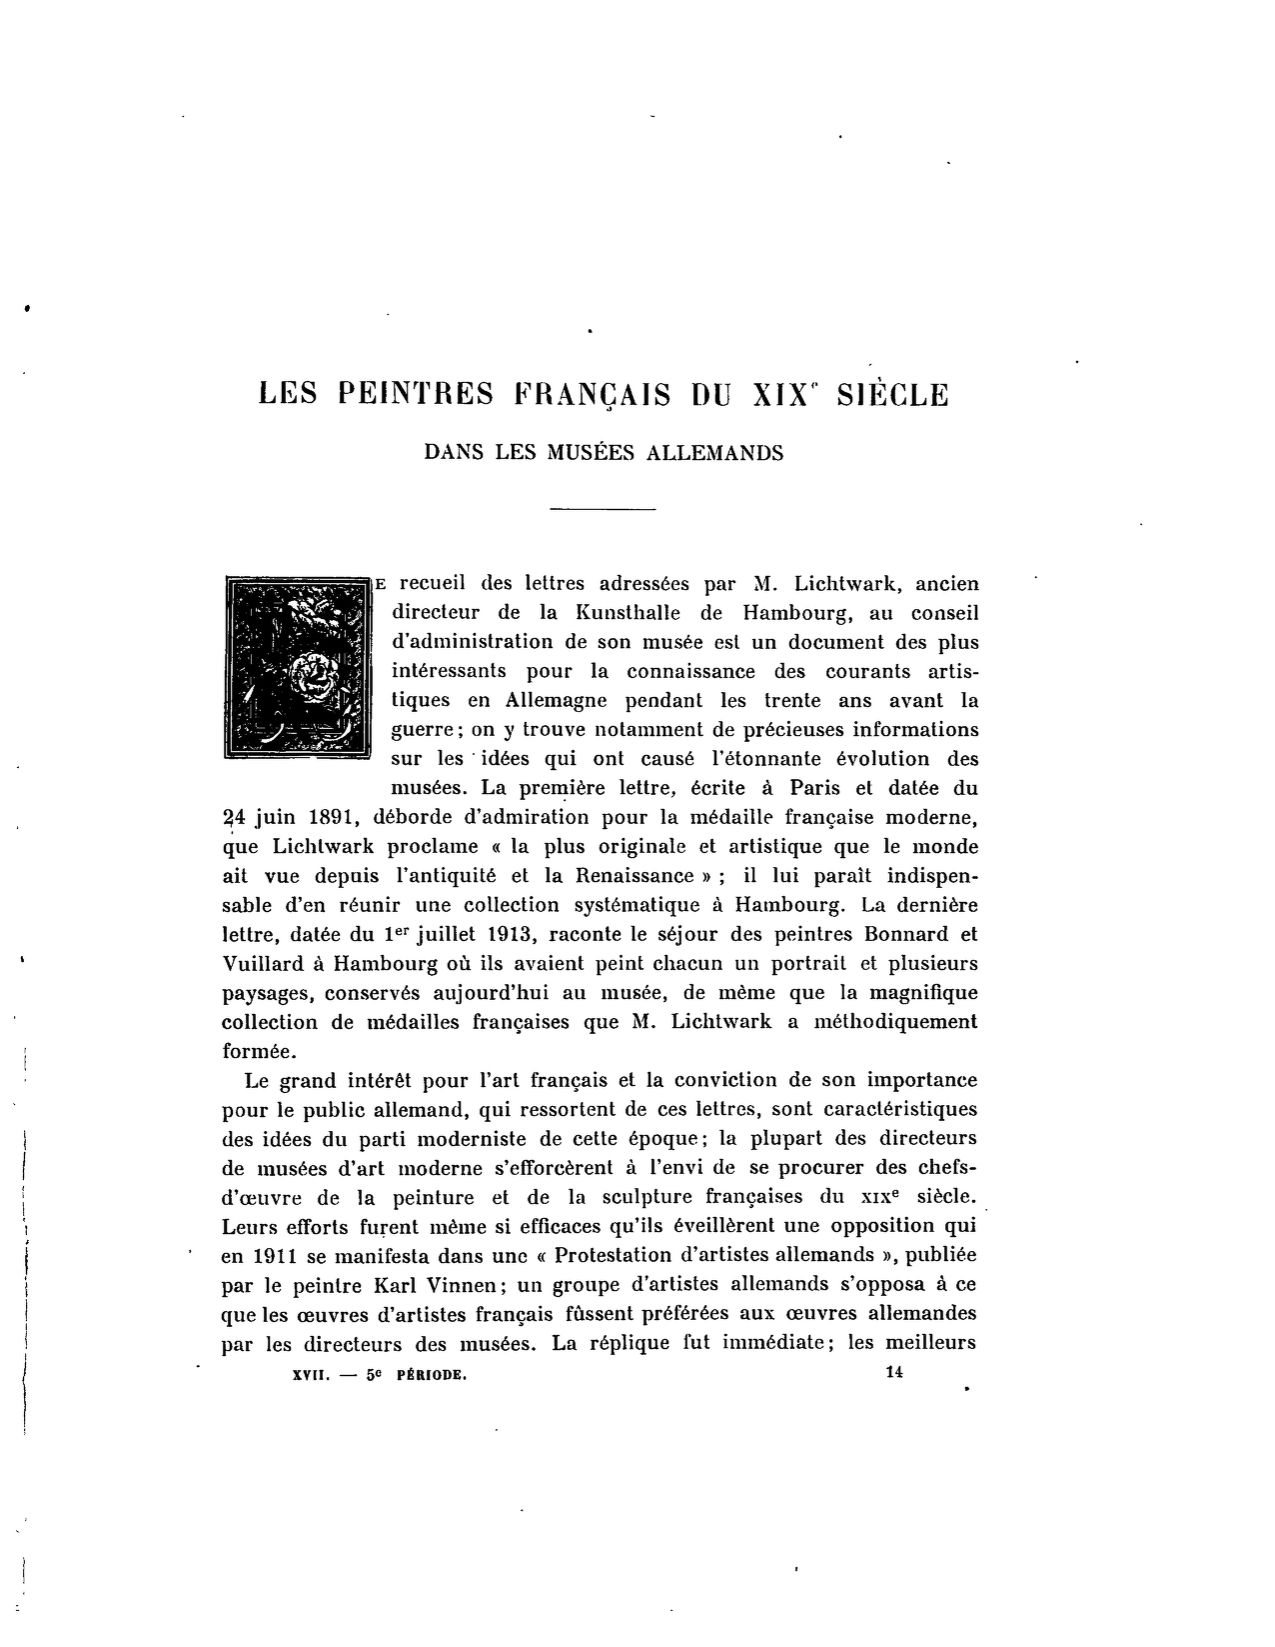 LES PEINTRES FRANÇAIS DU XIXe SIÈCLE
DANS LES MUSÉES ALLEMANDS
LE recueil des lettres adressées par M. Lichtwark, ancien
directeur de la Kunsthalle de Hambourg, au conseil
d'administration de son musée est un document des plus
intéressants pour la connaissance des courants artis-
tiques en Allemagne pendant les trente ans avant la
guerre; on y trouve notamment de précieuses informations
sur les idées qui ont causé l'étonnante évolution des
musées. La première lettre, écrite à Paris et datée du
24 juin 1891, déborde d'admiration pour la médaille française moderne,
que Lichtwark proclame « la plus originale et artistique que le monde
ait vue depuis l'antiquité et la Renaissance » ; il lui paraît indispen-
sable d'en réunir une collection systématique à Hambourg. La dernière
lettre, datée du 1er juillet 1913, raconte le séjour des peintres Bonnard et
Vuillard à Hambourg où ils avaient peint chacun un portrait et plusieurs
paysages, conservés aujourd'hui au musée, de même que la magnifique
collection de médailles françaises que M. Lichtwark a méthodiquement
formée.
Le grand intérêt pour l'art français et la conviction de son importance
pour le public allemand, qui ressortent de ces lettres, sont caractéristiques
des idées du parti moderniste de cette époque; la plupart des directeurs
de musées d'art moderne s'efforcèrent à l'envi de se procurer des chefs-
d'œuvre de la peinture et de la sculpture françaises du XIXe siècle.
Leurs efforts furent même si efficaces qu'ils éveillèrent une opposition qui
en 1911 se manifesta dans une « Protestation d'artistes allemands », publiée
par le peintre Karl Vinnen; un groupe d'artistes allemands s'opposa à ce
que les œuvres d'artistes français fûssent préférées aux œuvres allemandes
par les directeurs des musées. La réplique fut immédiate; les meilleurs
XVII. — 5e PÉRIODE. 14